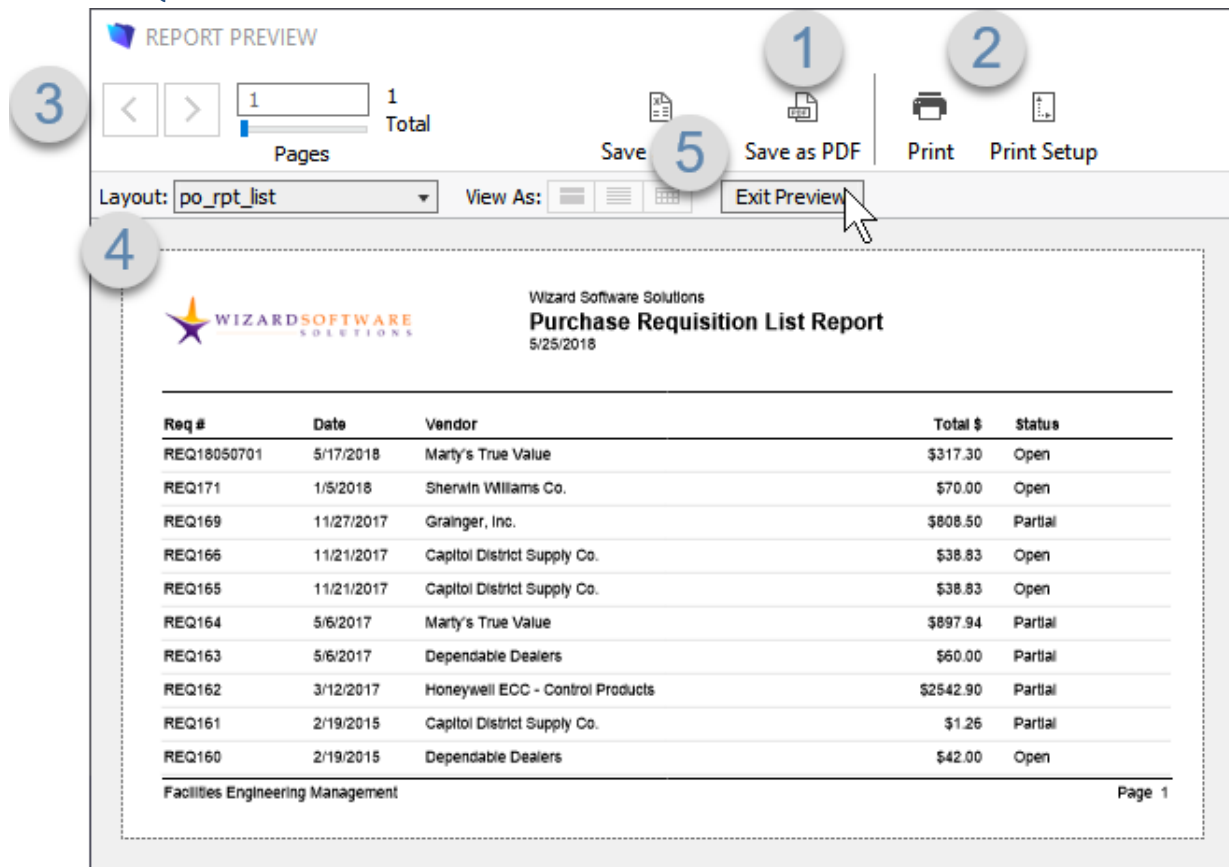 REPORT PREVIEW
1
2
3
1
1
Total
Pages
Save
5
Save as PDF
Print
Print Setup
Layout: po_rpt_list
View As:
Exit Preview
4
WIZARDSOFTWARE
SOLUTIONS
Wizard Software Solutions
Purchase Requisition List Report
5/25/2018
Req # Date Vendor Total $ Status
REQ18050701 5/17/2018 Marty's True Value $317.30 Open
REQ171 1/5/2018 Sherwin Williams Co. $70.00 Open
REQ169 11/27/2017 Grainger, Inc. $808.50 Partial
REQ166 11/21/2017 Capitol District Supply Co. $38.83 Open
REQ165 11/21/2017 Capitol District Supply Co. $38.83 Open
REQ164 5/6/2017 Marty's True Value $897.94 Partial
REQ163 5/6/2017 Dependable Dealers $60.00 Partial
REQ162 3/12/2017 Honeywell ECC - Control Products $2542.90 Partial
REQ161 2/19/2015 Capitol District Supply Co. $1.26 Partial
REQ160 2/19/2015 Dependable Dealers $42.00 Open
Facilities Engineering Management Page 1